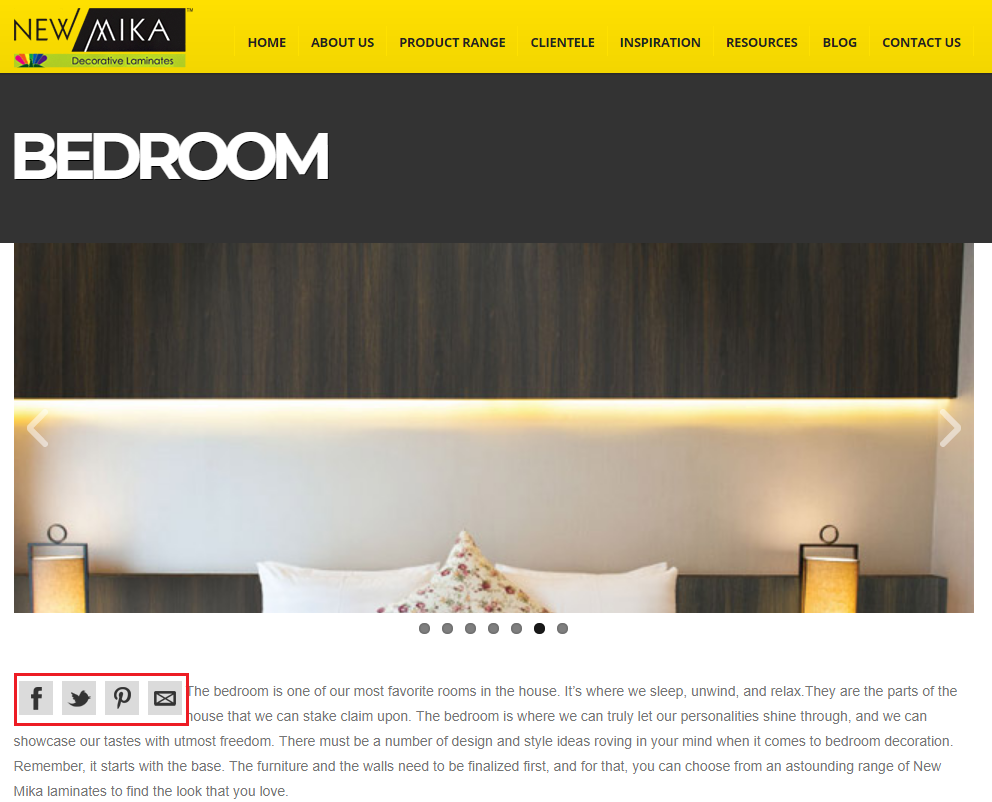 NEW MIKA™
Decorative Laminates
HOME ABOUT US PRODUCT RANGE CLIENTELE INSPIRATION RESOURCES BLOG CONTACT US
BEDROOM
The bedroom is one of our most favorite rooms in the house. It’s where we sleep, unwind, and relax.They are the parts of the
house that we can stake claim upon. The bedroom is where we can truly let our personalities shine through, and we can
showcase our tastes with utmost freedom. There must be a number of design and style ideas roving in your mind when it comes to bedroom decoration.
Remember, it starts with the base. The furniture and the walls need to be finalized first, and for that, you can choose from an astounding range of New
Mika laminates to find the look that you love.